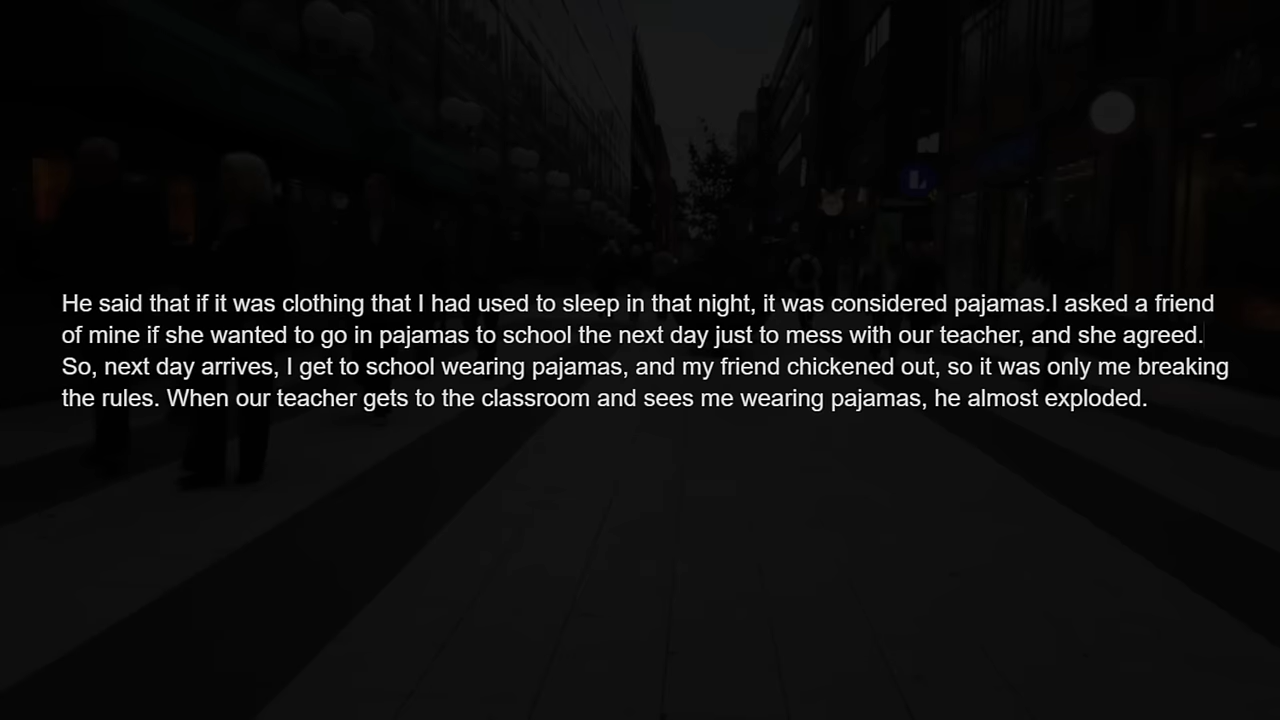 He said that if it was clothing that I had used to sleep in that night, it was considered pajamas.I asked a friend
of mine if she wanted to go in pajamas to school the next day just to mess with our teacher, and she agreed.
So, next day arrives, I get to school wearing pajamas, and my friend chickened out, so it was only me breaking
the rules. When our teacher gets to the classroom and sees me wearing pajamas, he almost exploded.